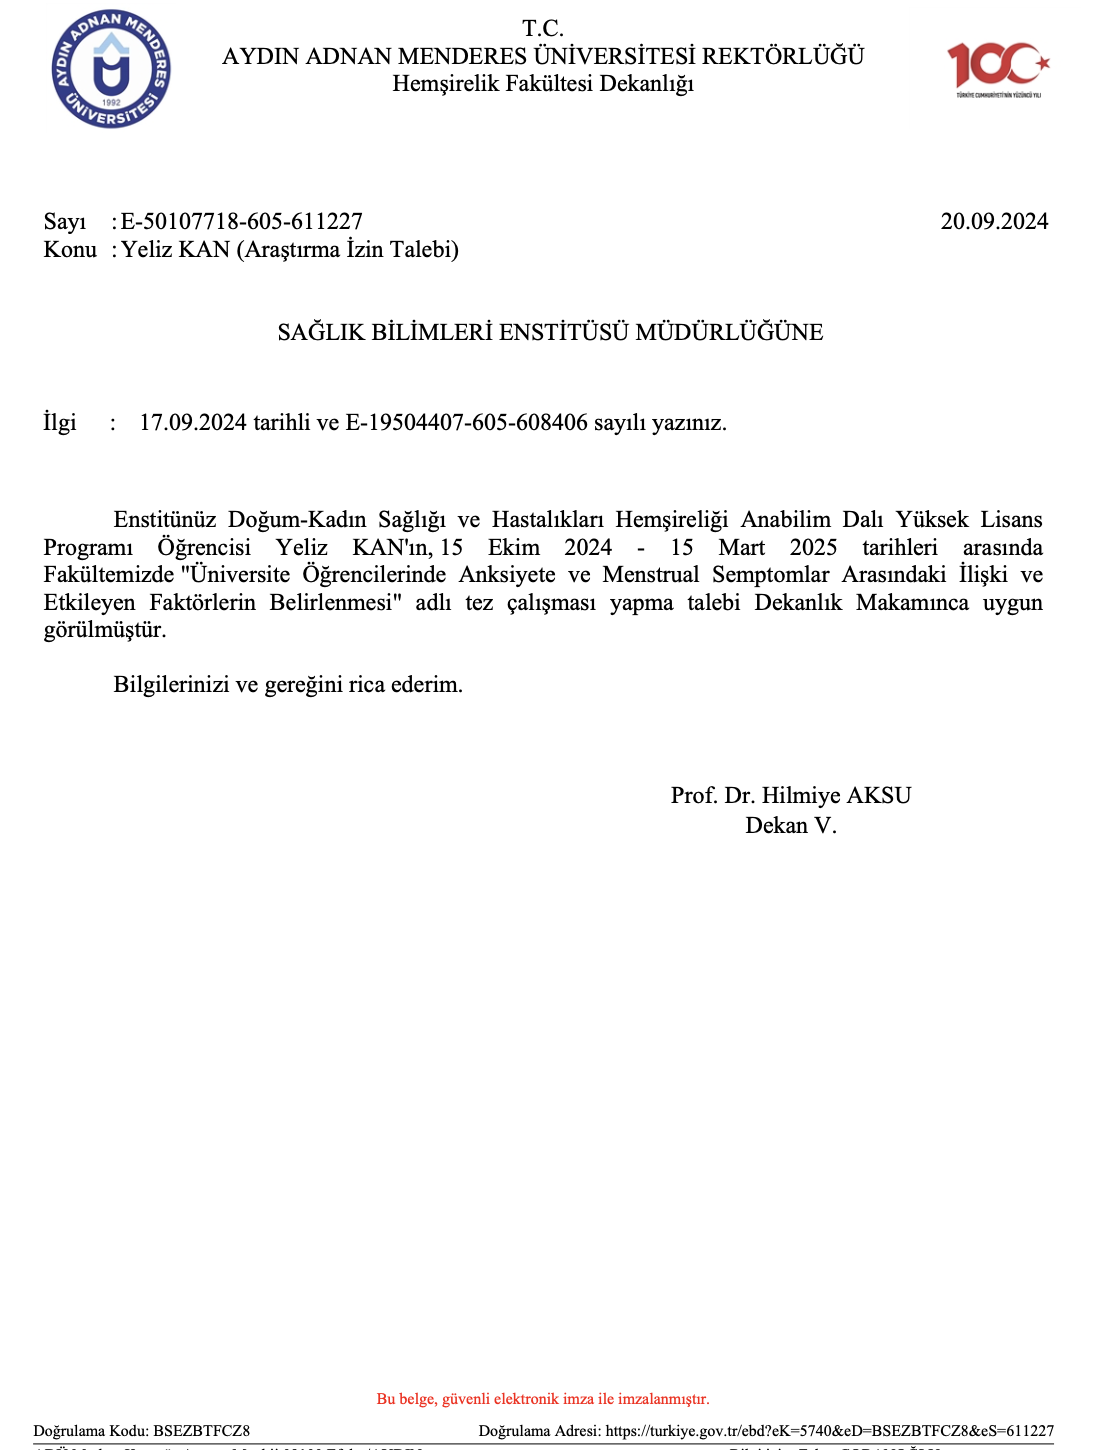 AYDIN ADNAN MENDERES
ÜNİVERSİTESİ
1992
T.C.
AYDIN ADNAN MENDERES ÜNİVERSİTESİ REKTÖRLÜĞÜ
Hemşirelik Fakültesi Dekanlığı
100
TÜRKİYE CUMHURİYETİ'NİN YÜZÜNCÜ YILI
Sayı : E-50107718-605-611227 20.09.2024
Konu : Yeliz KAN (Araştırma İzin Talebi)
SAĞLIK BİLİMLERİ ENSTİTÜSÜ MÜDÜRLÜĞÜNE
İlgi : 17.09.2024 tarihli ve E-19504407-605-608406 sayılı yazınız.
Enstitünüz Doğum-Kadın Sağlığı ve Hastalıkları Hemşireliği Anabilim Dalı Yüksek Lisans
Programı Öğrencisi Yeliz KAN'ın, 15 Ekim 2024 - 15 Mart 2025 tarihleri arasında
Fakültemizde "Üniversite Öğrencilerinde Anksiyete ve Menstrual Semptomlar Arasındaki İlişki ve
Etkileyen Faktörlerin Belirlenmesi" adlı tez çalışması yapma talebi Dekanlık Makamınca uygun
görülmüştür.
Bilgilerinizi ve gereğini rica ederim.
Prof. Dr. Hilmiye AKSU
Dekan V.
Bu belge, güvenli elektronik imza ile imzalanmıştır.
Doğrulama Kodu: BSEZBTFCZ8 Doğrulama Adresi: https://turkiye.gov.tr/ebd?eK=5740&eD=BSEZBTFCZ8&eS=611227